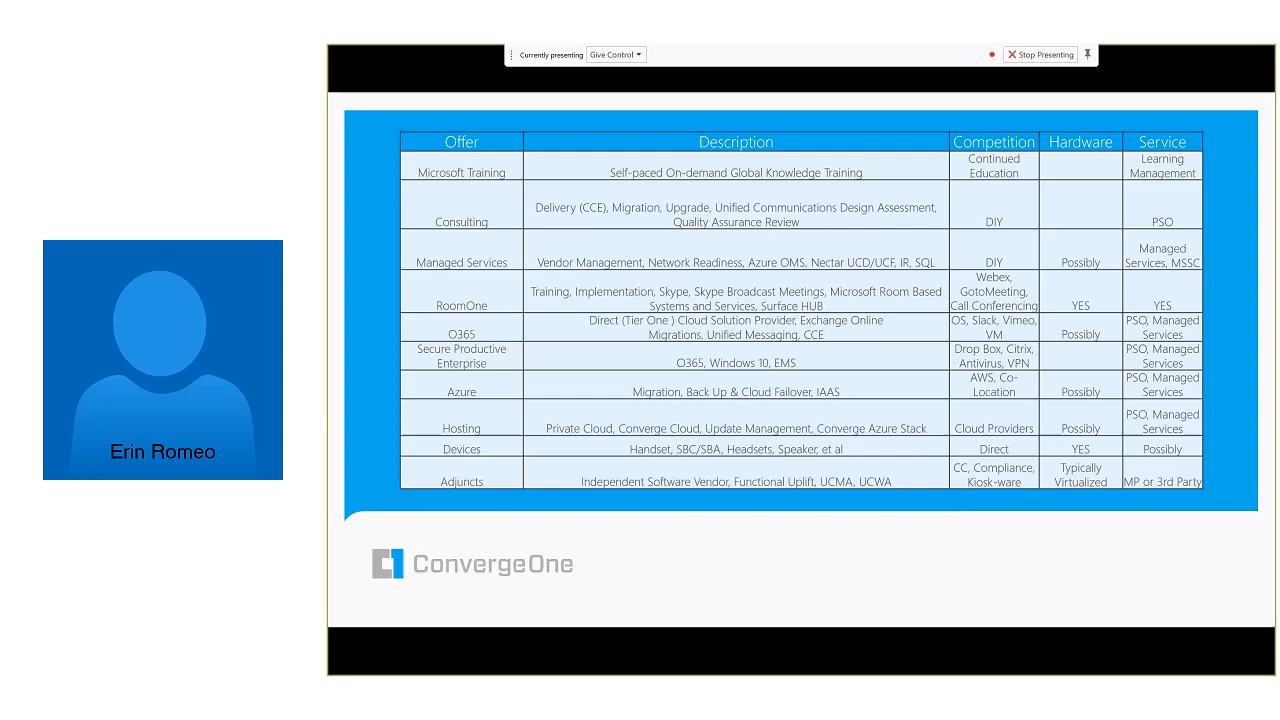 Currently presenting Give Control
Stop Presenting
Offer Description Competition Hardware Service
Microsoft Training Self-paced On-demand Global Knowledge Training Continued Education Learning Management
Consulting Delivery (CCE), Migration, Upgrade, Unified Communications Design Assessment, Quality Assurance Review DIY PSO
Managed Services Vendor Management, Network Readiness, Azure OMS, Nectar UCD/UCF, IR, SQL DIY Possibly Managed Services, MSSC
RoomOne Training, Implementation, Skype, Skype Broadcast Meetings, Microsoft Room Based Systems and Services, Surface HUB Webex, GotoMeeting, Call Conferencing YES YES
O365 Direct (Tier One ) Cloud Solution Provider, Exchange Online Migrations, Unified Messaging, CCE OS, Slack, Vimeo, VM Possibly PSO, Managed Services
Secure Productive Enterprise O365, Windows 10, EMS Drop Box, Citrix, Antivirus, VPN PSO, Managed Services
Azure Migration, Back Up & Cloud Failover, IAAS AWS, Co-Location Possibly PSO, Managed Services
Hosting Private Cloud, Converge Cloud, Update Management, Converge Azure Stack Cloud Providers Possibly PSO, Managed Services
Devices Handset, SBC/SBA, Headsets, Speaker, et al Direct YES Possibly
Adjuncts Independent Software Vendor, Functional Uplift, UCMA, UCWA CC, Compliance, Kiosk-ware Typically Virtualized MP or 3rd Party
Erin Romeo
ConvergeOne